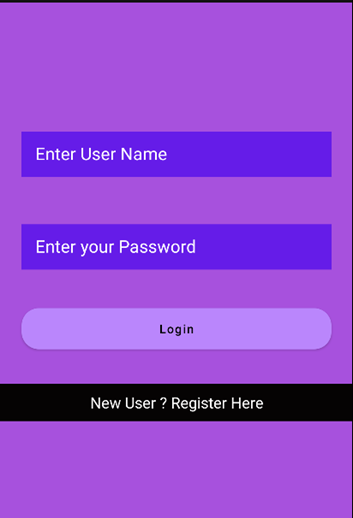 Enter User Name
Enter your Password
Login
New User ? Register Here